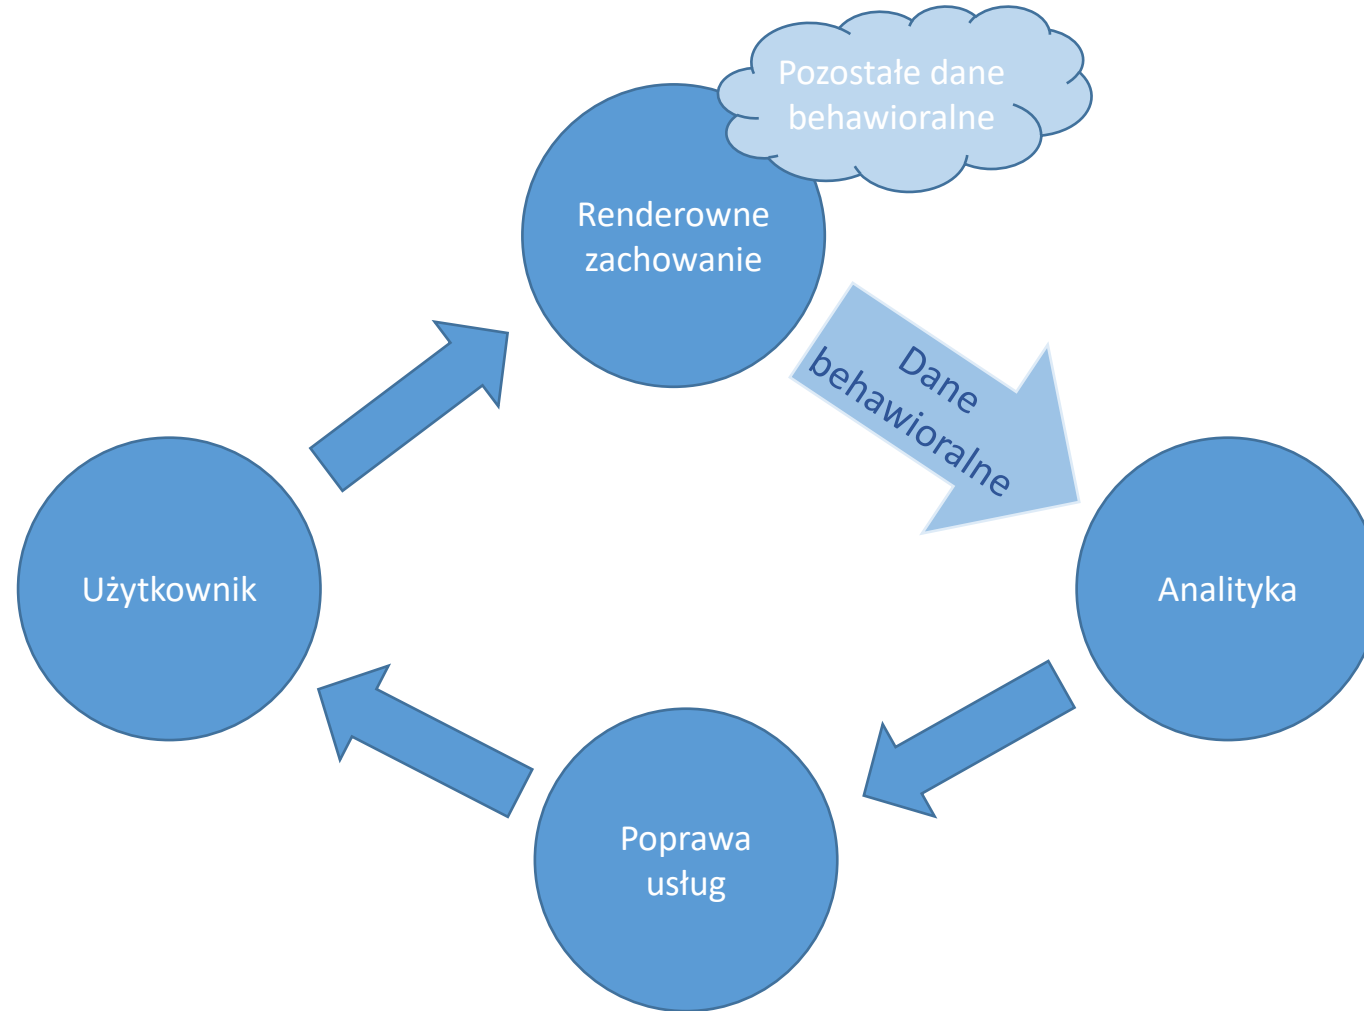 Pozostałe dane
behawioralne
Renderowne
zachowanie
Dane
behawioralne
Użytkownik
Analityka
Poprawa
usług